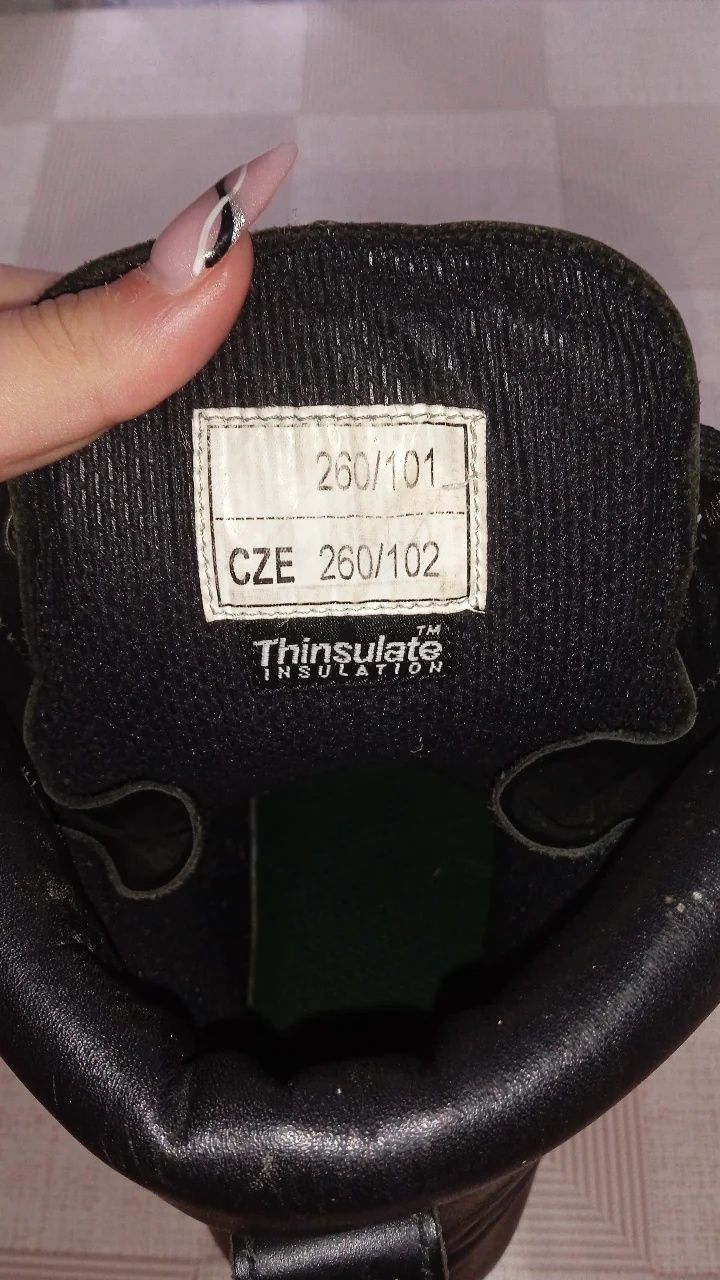 260/101
CZE 260/102
Thinsulate™
INSULATION